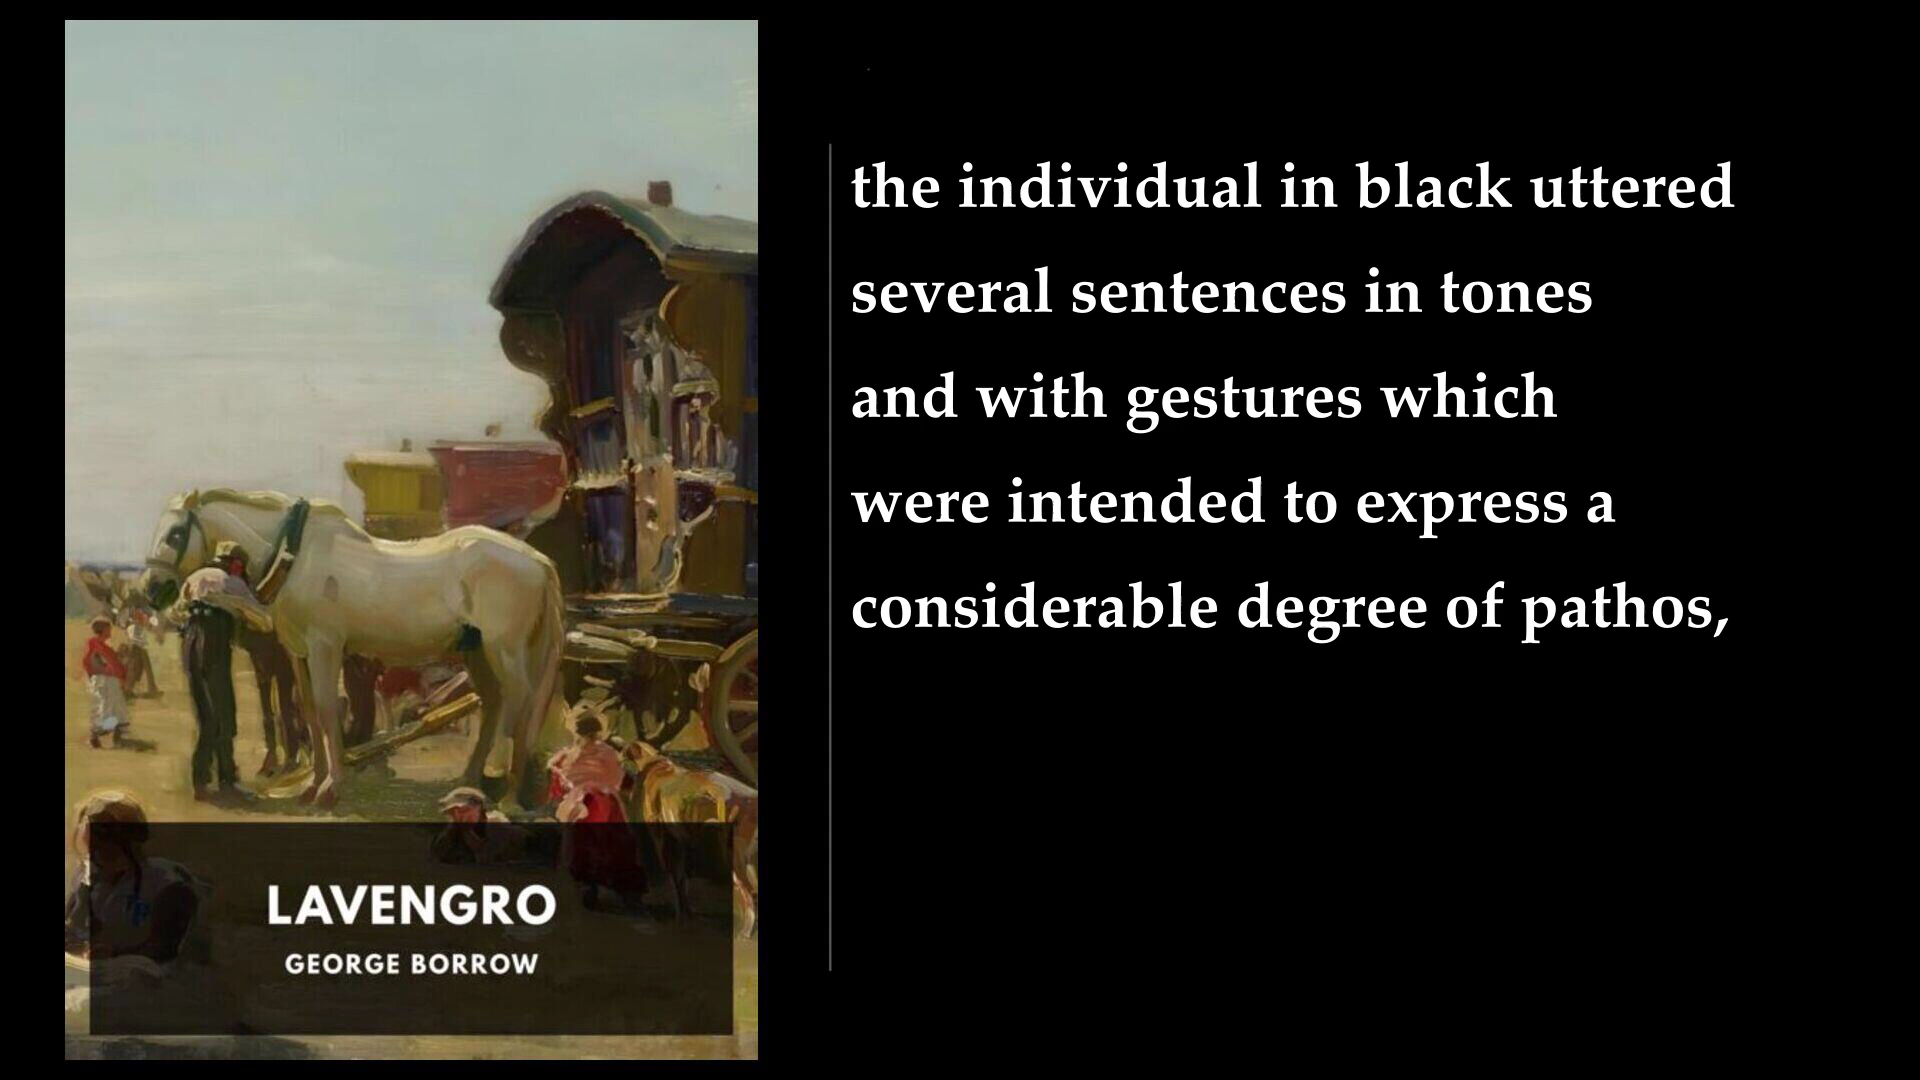 the individual in black uttered
several sentences in tones
and with gestures which
were intended to express a
considerable degree of pathos,
LAVENGRO
GEORGE BORROW